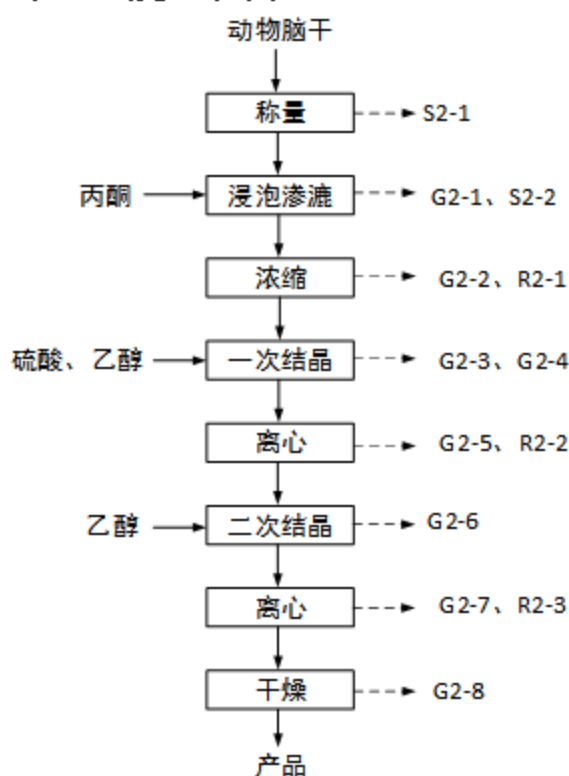 动物脑干
称量 S2-1
丙酮 浸泡渗漉 G2-1、S2-2
浓缩 G2-2、R2-1
硫酸、乙醇 一次结晶 G2-3、G2-4
离心 G2-5、R2-2
乙醇 二次结晶 G2-6
离心 G2-7、R2-3
干燥 G2-8
产品